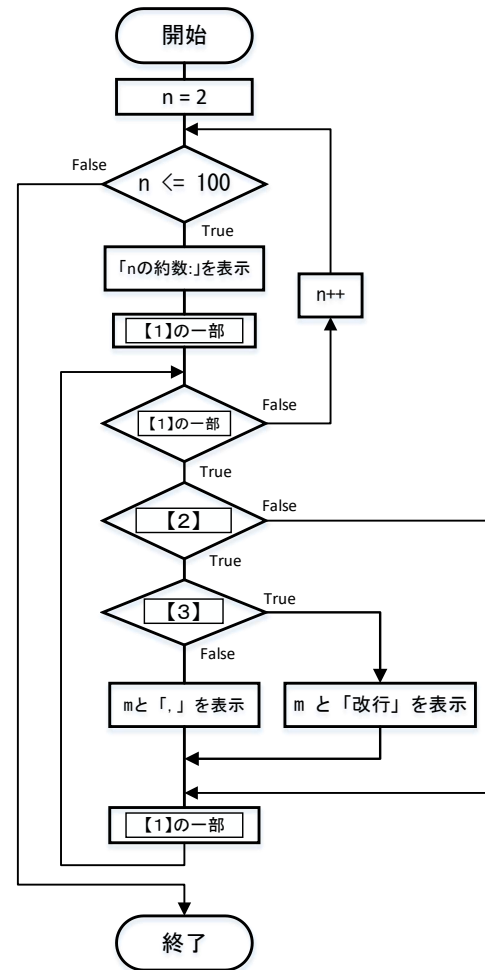 開始
n = 2
False
n <= 100
True
「nの約数:」を表示
n++
【1】の一部
False
【1】の一部
True
False
【2】
True
True
【3】
False
mと「,」を表示
m と「改行」を表示
【1】の一部
終了